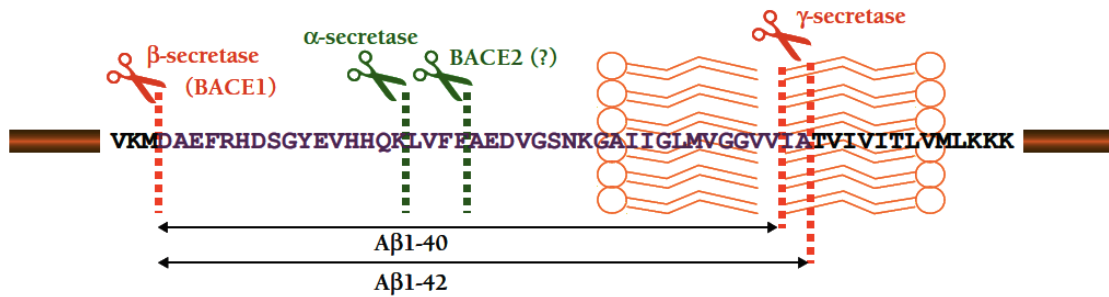 γ-secretase
α-secretase
β-secretase
BACE2 (?)
(BACE1)
VKMDAEFRHDSGYEVHHQKLVFFAEDVGSNKGAIIGLMVGGVVIATVIVITLVMLKKK
Aβ1-40
Aβ1-42